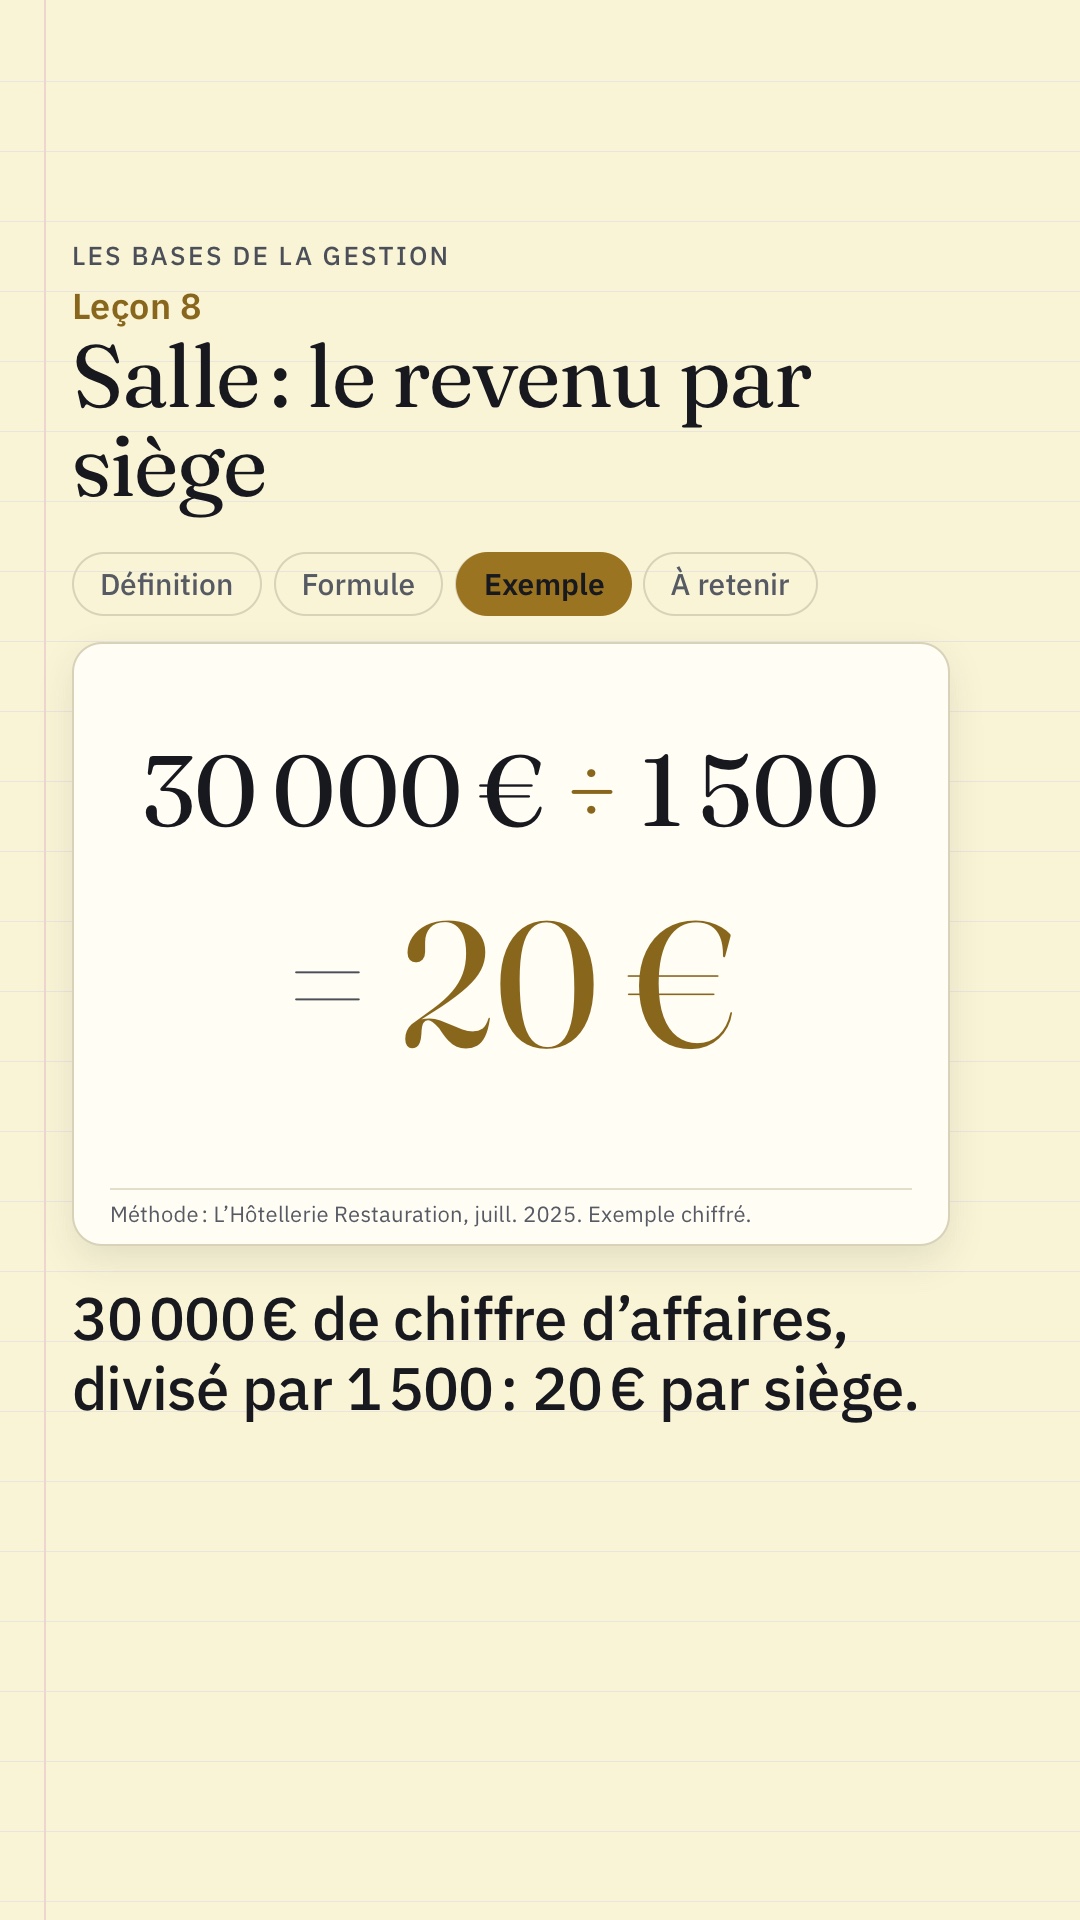 LES BASES DE LA GESTION
Leçon 8
Salle : le revenu par
siège
Définition
Formule
Exemple
À retenir
30 000 € ÷ 1 500
= 20 €
Méthode : L’Hôtellerie Restauration, juill. 2025. Exemple chiffré.
30 000 € de chiffre d’affaires,
divisé par 1 500 : 20 € par siège.